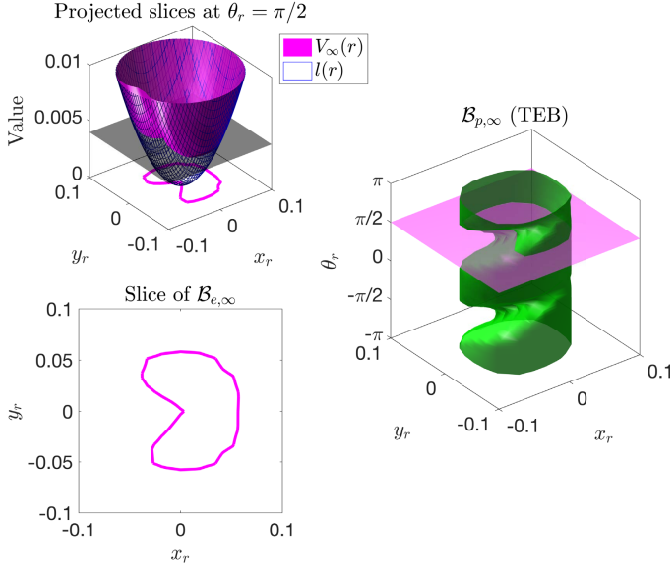 Projected slices at θ_r = π/2
V_∞(r)
l(r)
0.01
0.005
0
Value
0.1
0
-0.1
y_r
-0.1
0
0.1
x_r
Slice of 𝓑_{e,∞}
0.1
0.05
0
-0.05
-0.1
y_r
-0.1
0
0.1
x_r
𝓑_{p,∞} (TEB)
π
π/2
0
-π/2
-π
θ_r
0.1
0
-0.1
y_r
-0.1
0
0.1
x_r